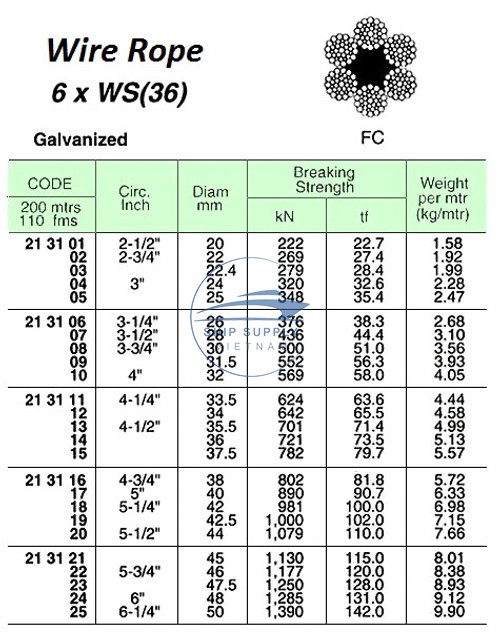 Wire Rope
6 x WS(36)
Galvanized
FC
CODE Circ. Inch Diam mm Breaking Strength Weight per mtr (kg/mtr)
200 mtrs 110 fms kN tf
21 31 01 2-1/2" 20 222 22.7 1.58
02 2-3/4" 22 269 27.4 1.92
03 22.4 279 28.4 1.99
04 3" 24 320 32.6 2.28
05 25 348 35.4 2.47
21 31 06 3-1/4" 26 376 38.3 2.68
07 3-1/2" 28 436 44.4 3.10
08 3-3/4" 30 500 51.0 3.56
09 31.5 552 56.3 3.93
10 4" 32 569 58.0 4.05
SHIP SUPPLY
VIETNAM
21 31 11 4-1/4" 33.5 624 63.6 4.44
12 34 642 65.5 4.58
13 4-1/2" 35.5 701 71.4 4.99
14 36 721 73.5 5.13
15 37.5 782 79.7 5.57
21 31 16 4-3/4" 38 802 81.8 5.72
17 5" 40 890 90.7 6.33
18 5-1/4" 42 981 100.0 6.98
19 42.5 1,000 102.0 7.15
20 5-1/2" 44 1,079 110.0 7.66
21 31 21 45 1,130 115.0 8.01
22 5-3/4" 46 1,177 120.0 8.38
23 47.5 1,250 128.0 8.93
24 6" 48 1,285 131.0 9.12
25 6-1/4" 50 1,390 142.0 9.90